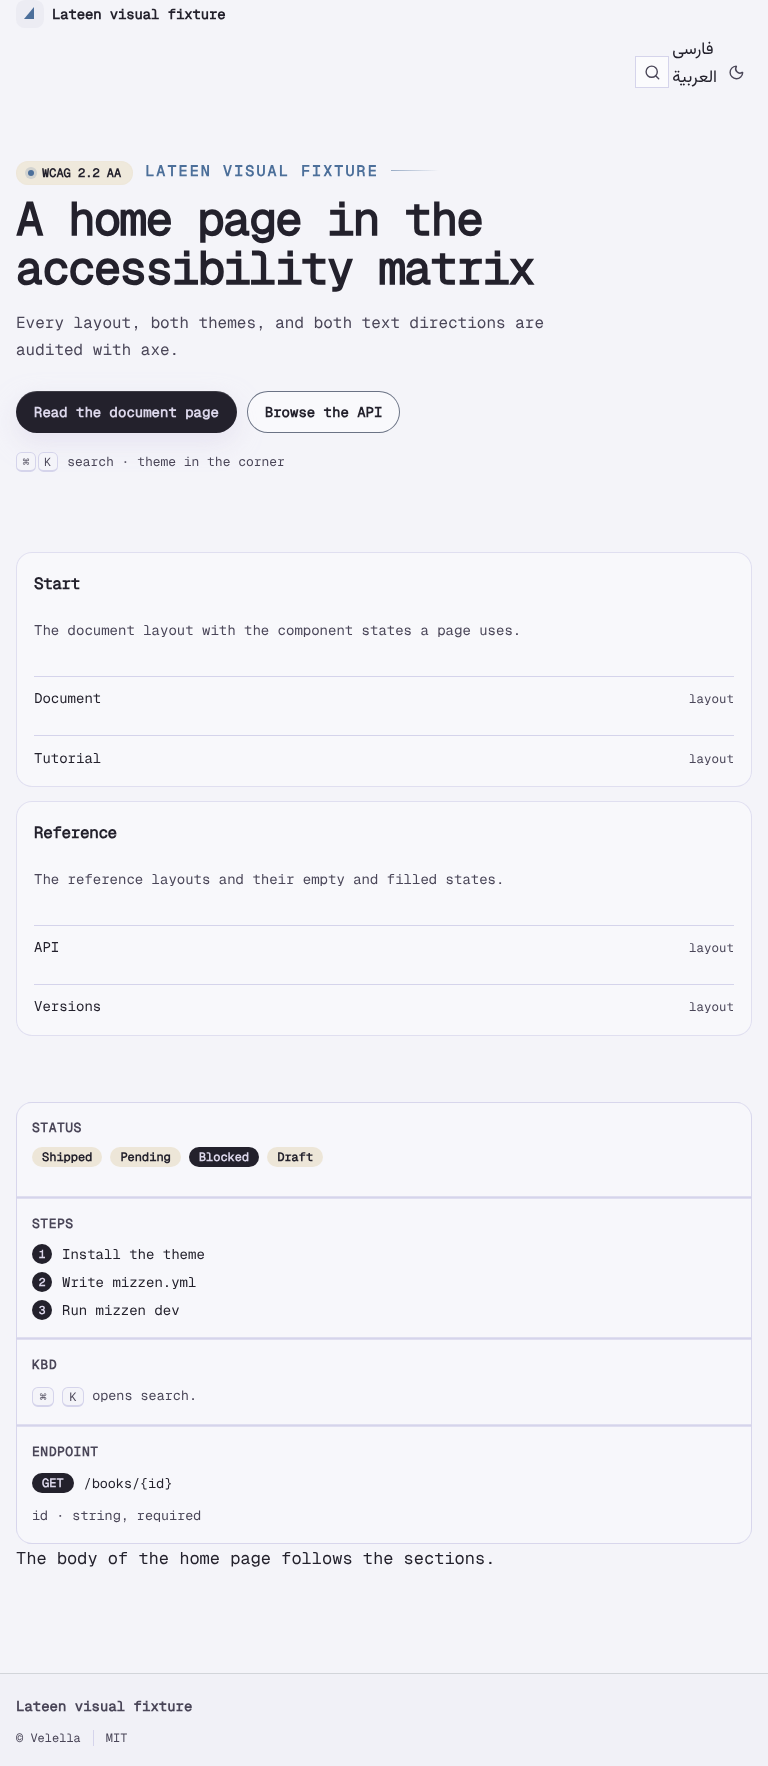 Lateen visual fixture
فارسی
العربية
WCAG 2.2 AA
LATEEN VISUAL FIXTURE
A home page in the
accessibility matrix
Every layout, both themes, and both text directions are
audited with axe.
Read the document page
Browse the API
⌘ K search · theme in the corner
Start
The document layout with the component states a page uses.
Document layout
Tutorial layout
Reference
The reference layouts and their empty and filled states.
API layout
Versions layout
STATUS
Shipped Pending Blocked Draft
STEPS
1 Install the theme
2 Write mizzen.yml
3 Run mizzen dev
KBD
⌘ K opens search.
ENDPOINT
GET /books/{id}
id · string, required
The body of the home page follows the sections.
Lateen visual fixture
© Velella MIT